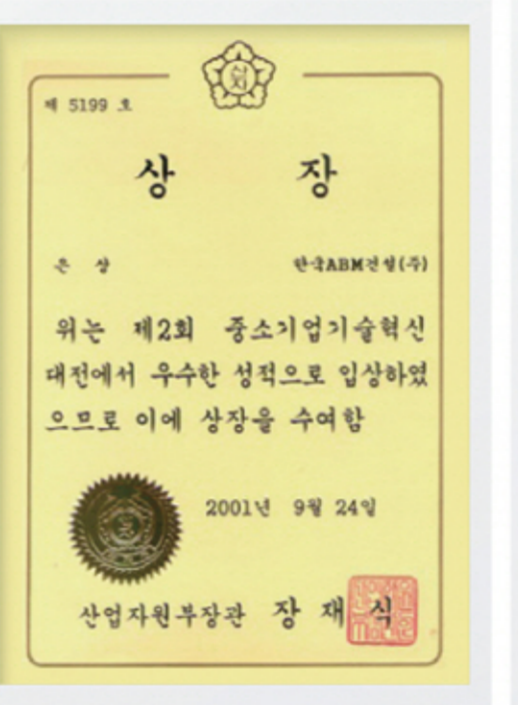 제 5199 호
상 장
은 상 한국ABM건설(주)
위는 제2회 중소기업기술혁신
대전에서 우수한 성적으로 입상하였
으므로 이에 상장을 수여함
2001년 9월 24일
산업자원부장관 장 재 식